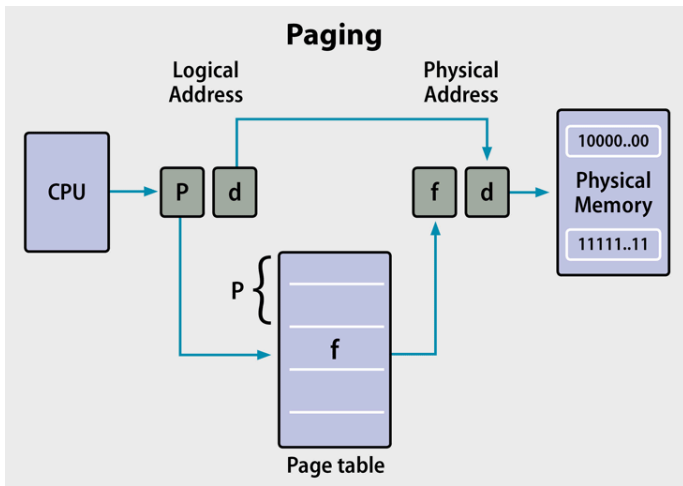 Paging
Logical
Address
Physical
Address
CPU
P
d
f
d
10000..00
Physical
Memory
11111..11
P
f
Page table